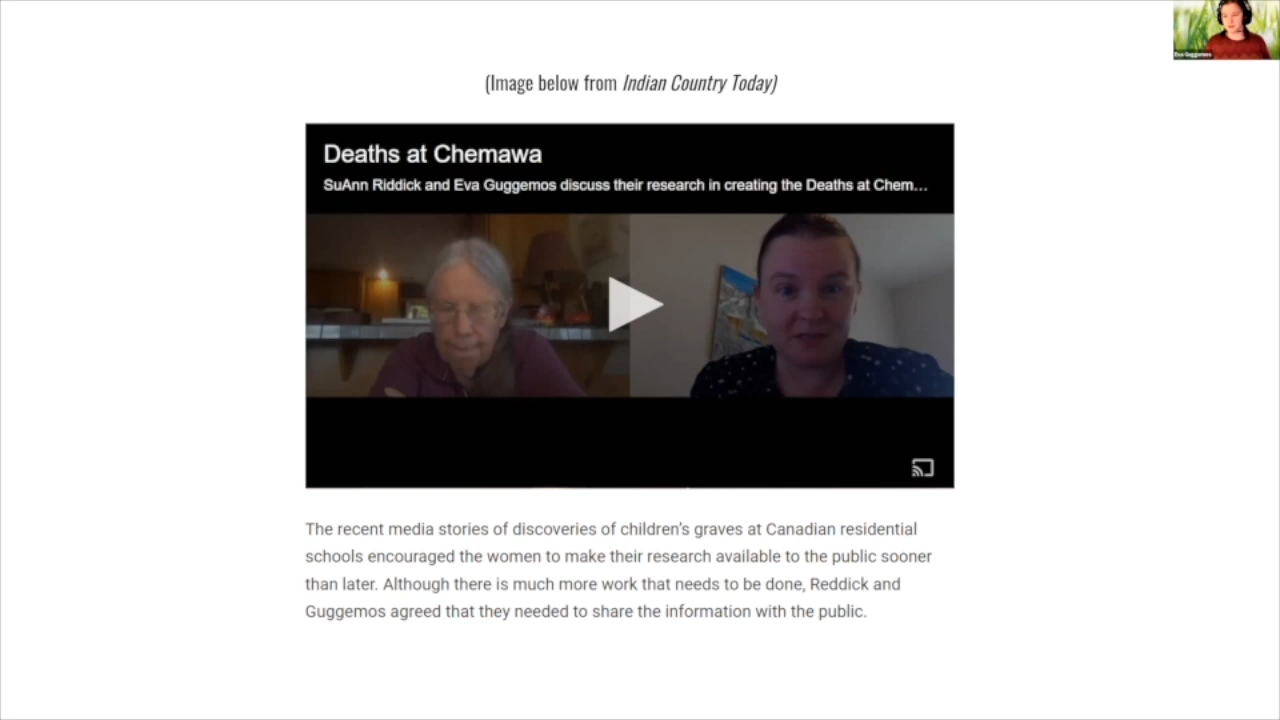 Eva Guggemos
(Image below from Indian Country Today)
Deaths at Chemawa
SuAnn Riddick and Eva Guggemos discuss their research in creating the Deaths at Chem…
The recent media stories of discoveries of children’s graves at Canadian residential
schools encouraged the women to make their research available to the public sooner
than later. Although there is much more work that needs to be done, Reddick and
Guggemos agreed that they needed to share the information with the public.